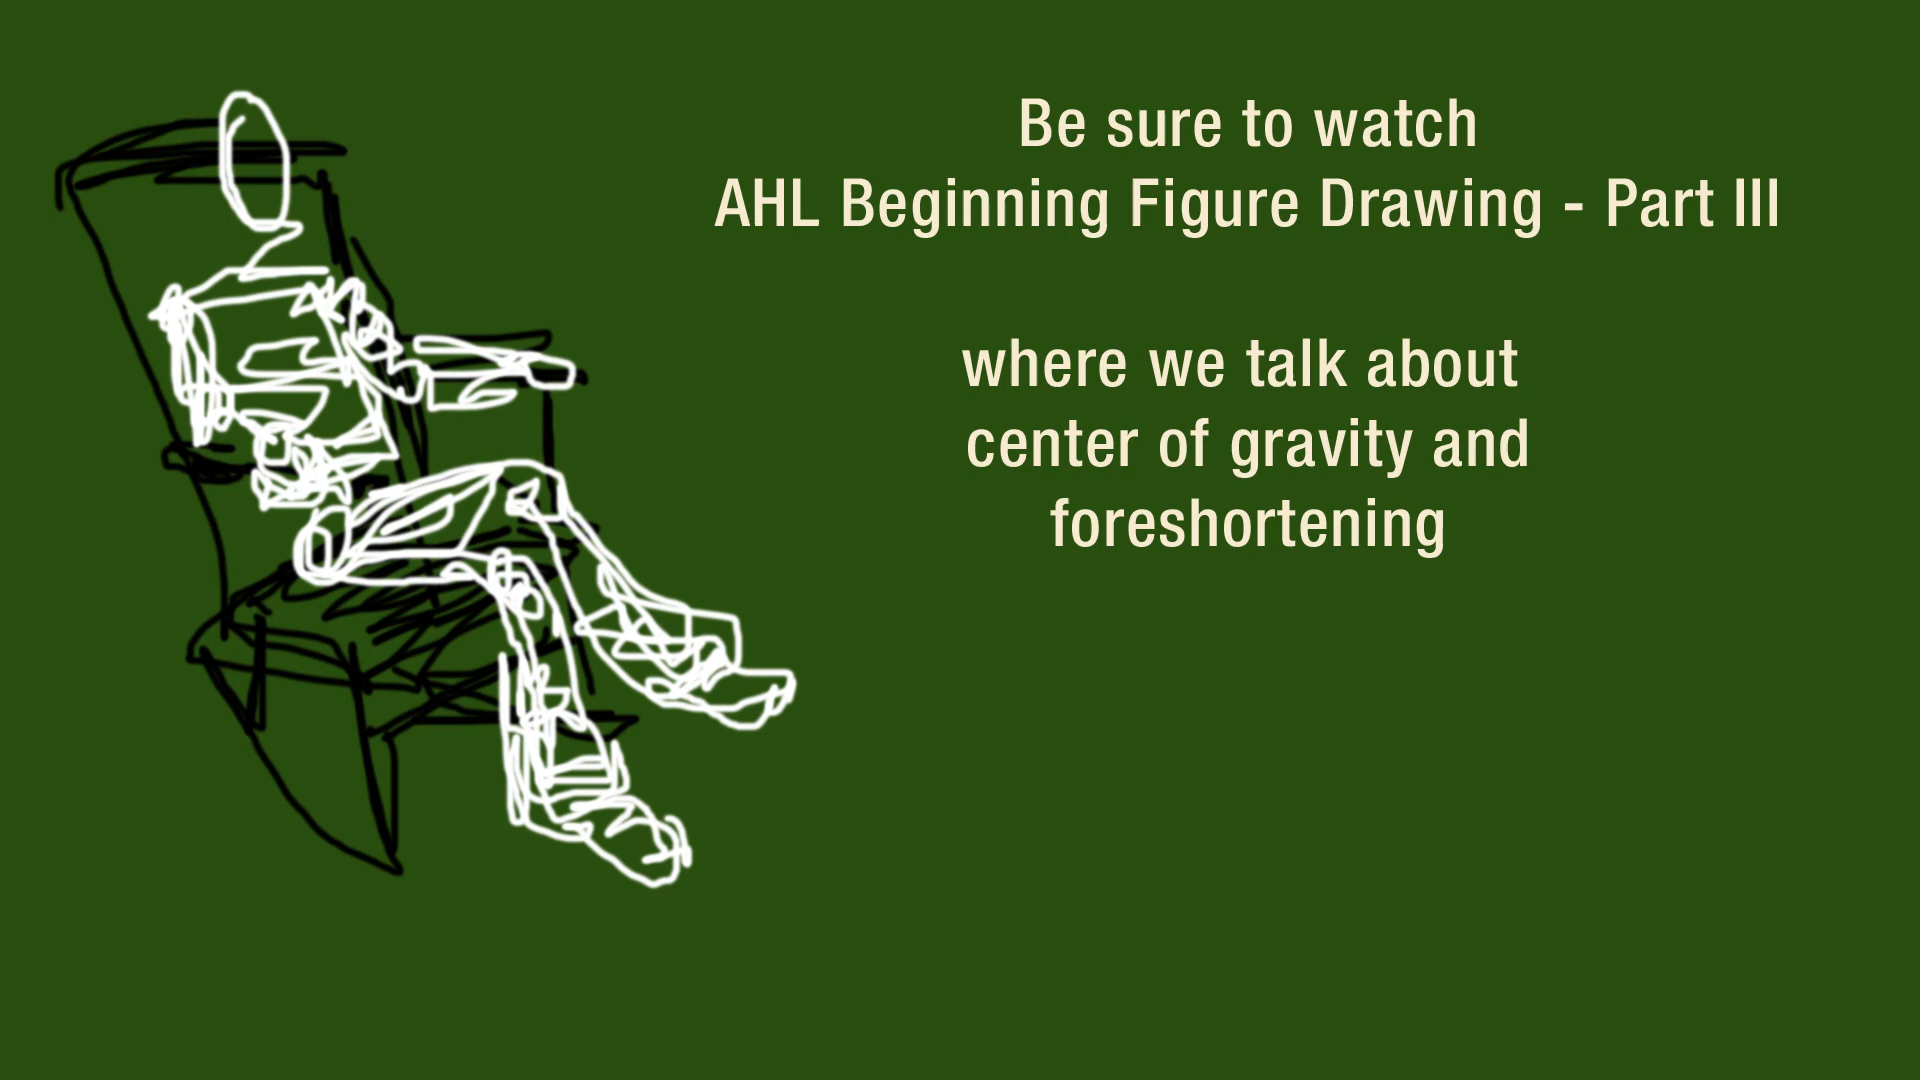 Be sure to watch
AHL Beginning Figure Drawing - Part III
where we talk about
center of gravity and
foreshortening